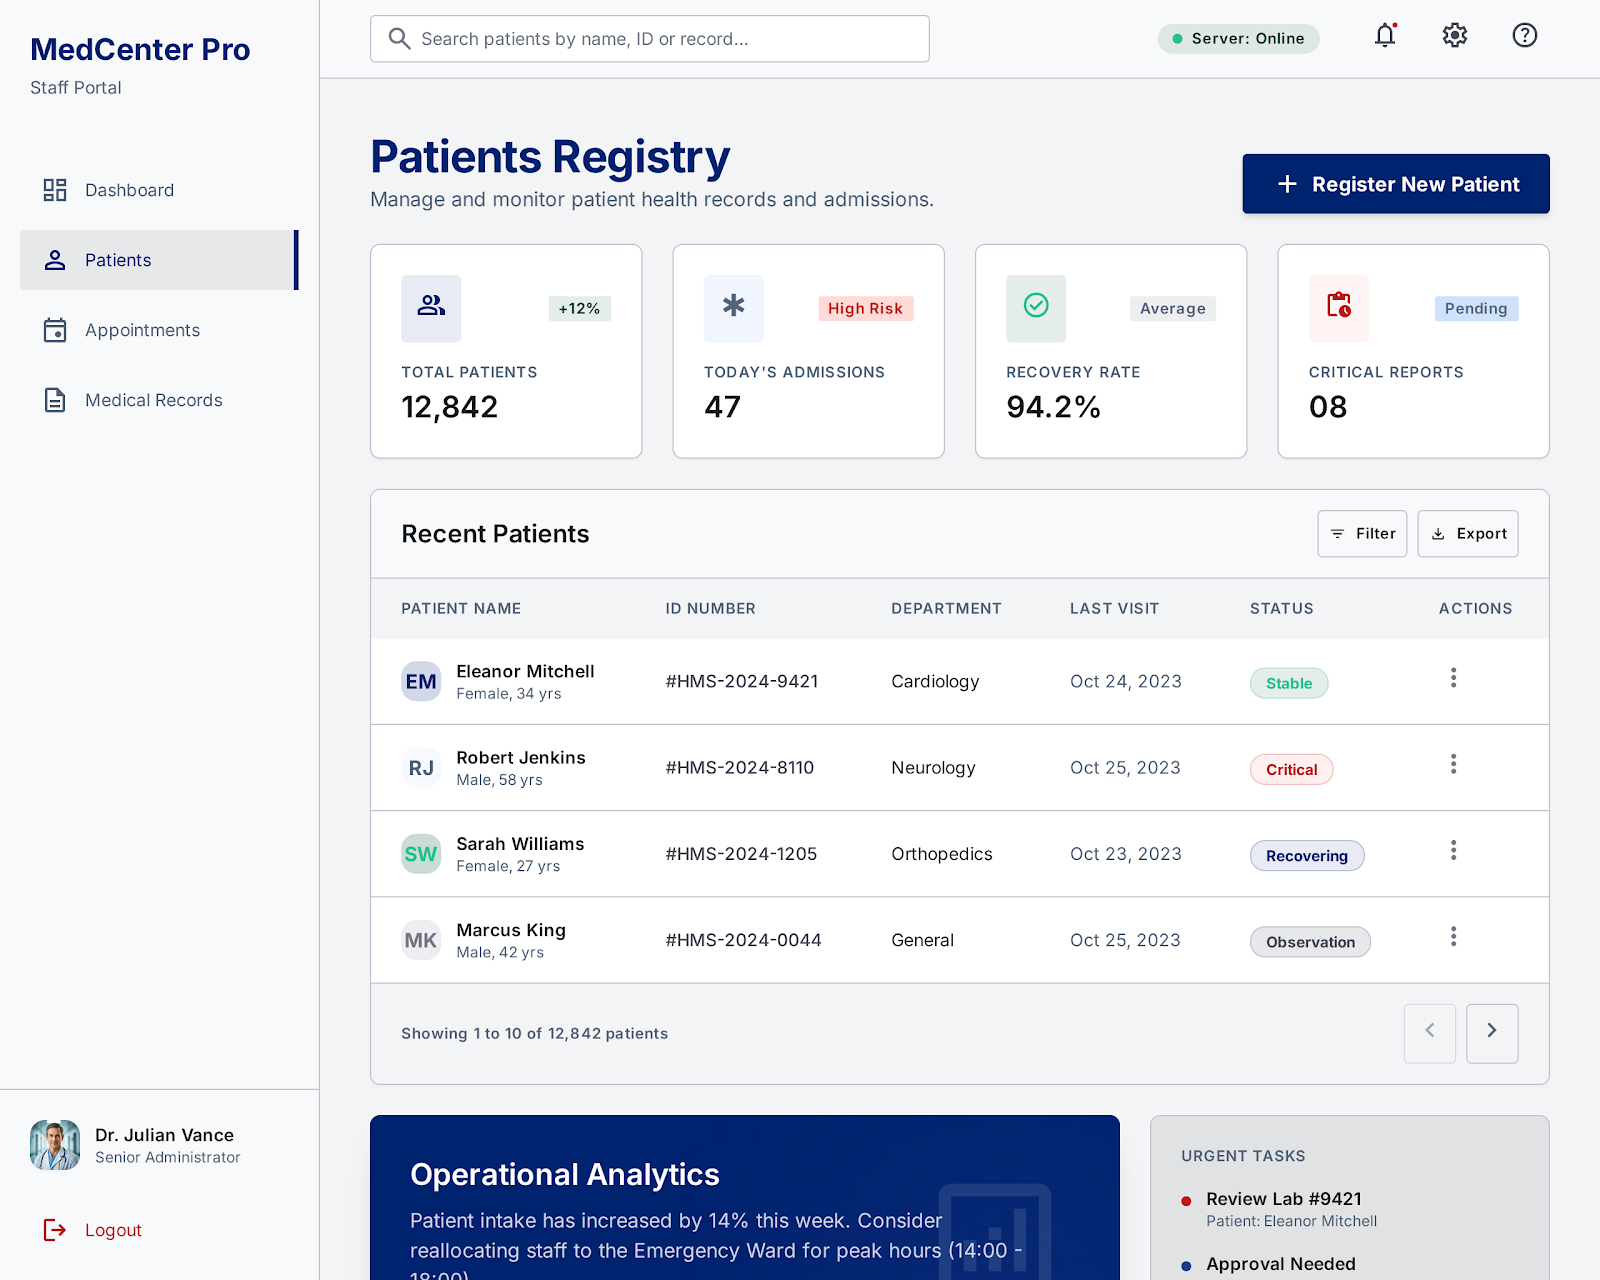 MedCenter Pro
Staff Portal
Dashboard
Patients
Appointments
Medical Records
Dr. Julian Vance
Senior Administrator
Logout
Search patients by name, ID or record...
Server: Online
Patients Registry
Manage and monitor patient health records and admissions.
Register New Patient
+12%
TOTAL PATIENTS
12,842
High Risk
TODAY'S ADMISSIONS
47
Average
RECOVERY RATE
94.2%
Pending
CRITICAL REPORTS
08
Recent Patients
Filter
Export
PATIENT NAME ID NUMBER DEPARTMENT LAST VISIT STATUS ACTIONS
EM Eleanor Mitchell #HMS-2024-9421 Cardiology Oct 24, 2023 Stable
Female, 34 yrs
RJ Robert Jenkins #HMS-2024-8110 Neurology Oct 25, 2023 Critical
Male, 58 yrs
SW Sarah Williams #HMS-2024-1205 Orthopedics Oct 23, 2023 Recovering
Female, 27 yrs
MK Marcus King #HMS-2024-0044 General Oct 25, 2023 Observation
Male, 42 yrs
Showing 1 to 10 of 12,842 patients
Operational Analytics
Patient intake has increased by 14% this week. Consider
reallocating staff to the Emergency Ward for peak hours (14:00 -
18:00)
URGENT TASKS
Review Lab #9421
Patient: Eleanor Mitchell
Approval Needed